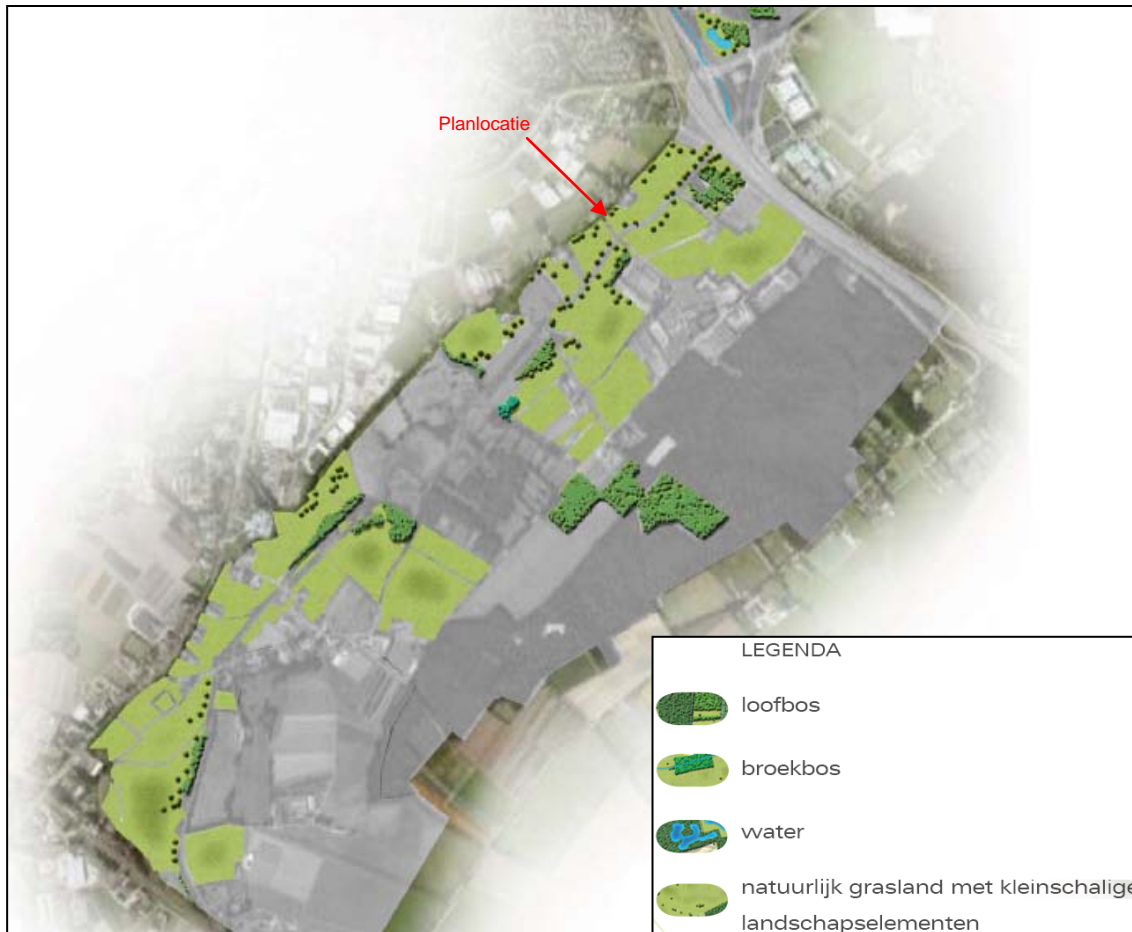 Planlocatie
LEGENDA
loofbos
broekbos
water
natuurlijk grasland met kleinschalige
landschapselementen